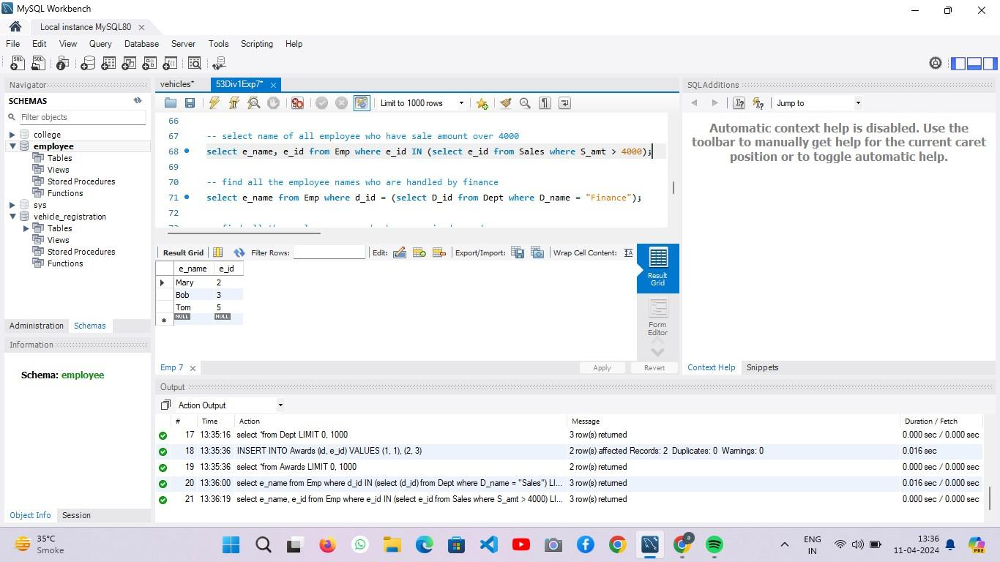 MySQL Workbench
Local instance MySQL80
File Edit View Query Database Server Tools Scripting Help
Navigator
SCHEMAS
Filter objects
college
employee
Tables
Views
Stored Procedures
Functions
sys
vehicle_registration
Tables
Views
Stored Procedures
Functions
Administration Schemas
Information
Schema: employee
Object Info Session
vehicles* 53Div1Exp7*
Limit to 1000 rows
66
67 -- select name of all employee who have sale amount over 4000
68 select e_name, e_id from Emp where e_id IN (select e_id from Sales where S_amt > 4000);
69
70 -- find all the employee names who are handled by finance
71 select e_name from Emp where d_id = (select D_id from Dept where D_name = "Finance");
72
Result Grid Filter Rows: Edit: Export/Import: Wrap Cell Content:
e_name e_id
Mary 2
Bob 3
Tom 5
NULL NULL
Result Grid
Form Editor
Emp 7 Apply Revert
SQLAdditions
Jump to
Automatic context help is disabled. Use the
toolbar to manually get help for the current caret
position or to toggle automatic help.
Context Help Snippets
Output
Action Output
# Time Action Message Duration / Fetch
17 13:35:16 select *from Dept LIMIT 0, 1000 3 row(s) returned 0.000 sec / 0.000 sec
18 13:35:36 INSERT INTO Awards (id, e_id) VALUES (1, 1), (2, 3) 2 row(s) affected Records: 2 Duplicates: 0 Warnings: 0 0.016 sec
19 13:35:36 select *from Awards LIMIT 0, 1000 2 row(s) returned 0.000 sec / 0.000 sec
20 13:36:00 select e_name from Emp where d_id IN (select (d_id) from Dept where D_name = "Sales") LI... 3 row(s) returned 0.016 sec / 0.000 sec
21 13:36:19 select e_name, e_id from Emp where e_id IN (select e_id from Sales where S_amt > 4000) LI... 3 row(s) returned 0.000 sec / 0.000 sec
35°C
Smoke
ENG
IN
13:36
11-04-2024